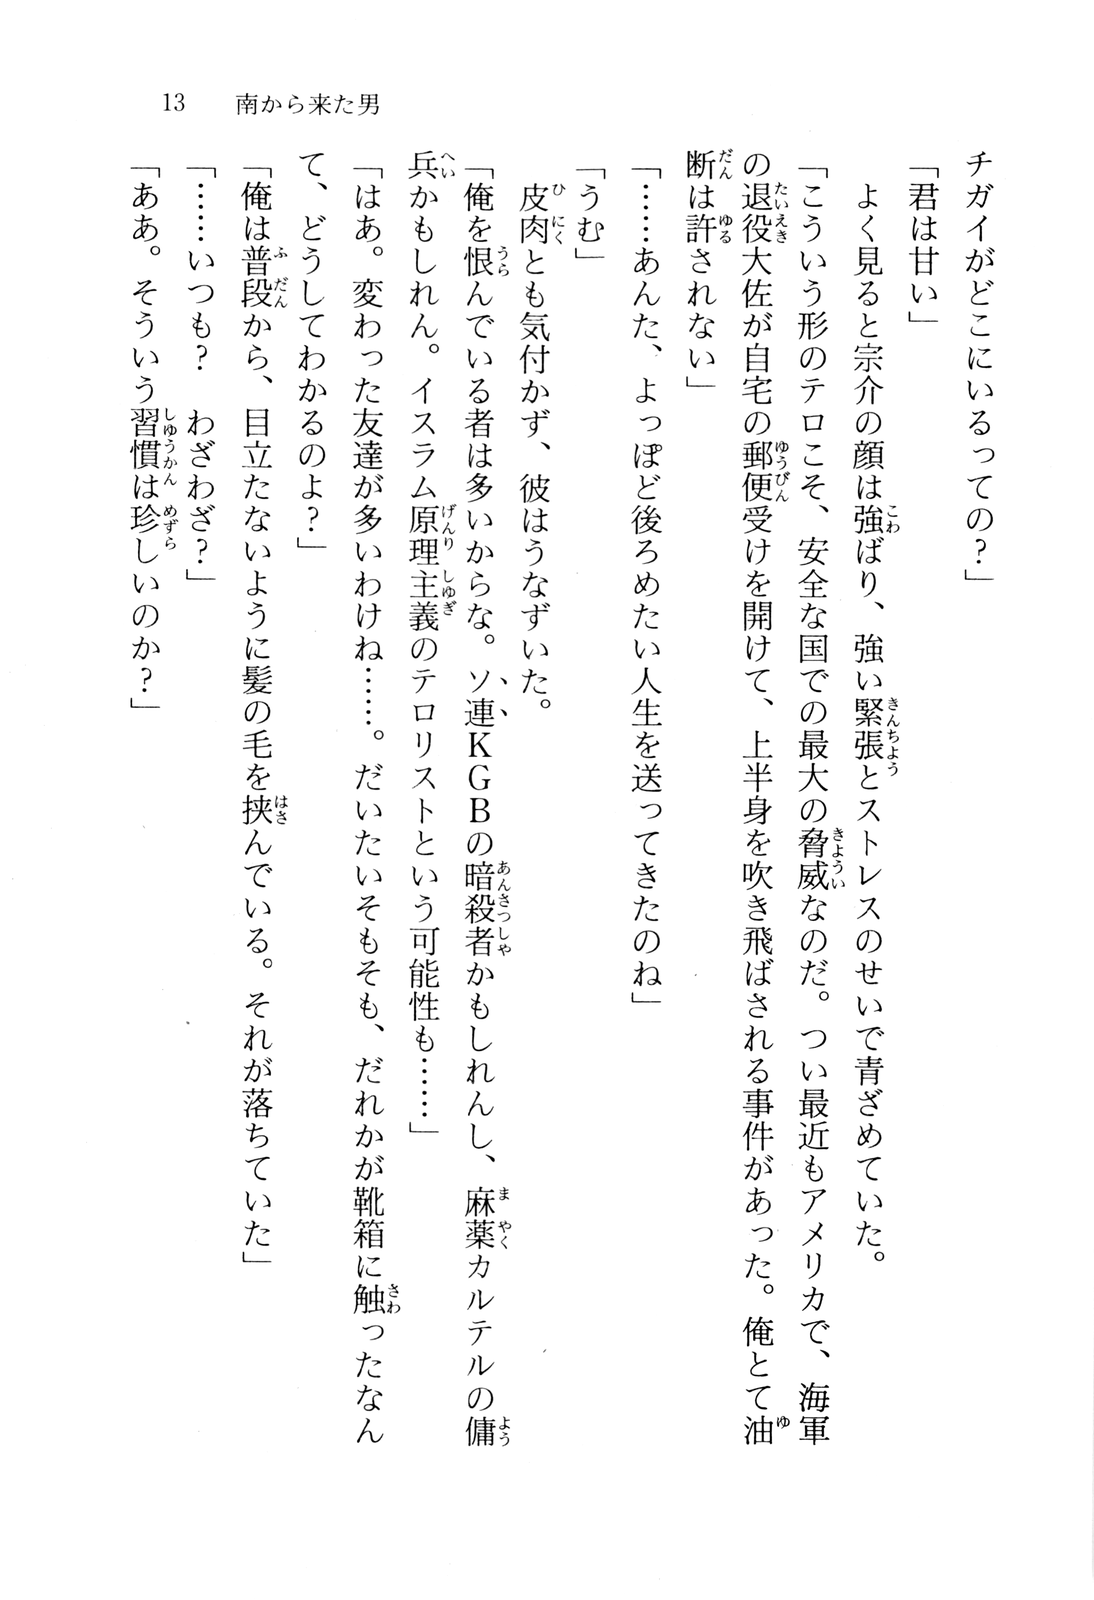 13 南から来た男
チガイがどこにいるっての？」
「君は甘い」
　よく見ると宗介の顔は強ばり、強い緊張とストレスのせいで青ざめていた。
「こういう形のテロこそ、安全な国での最大の脅威なのだ。つい最近もアメリカで、海軍
の退役大佐が自宅の郵便受けを開けて、上半身を吹き飛ばされる事件があった。俺とて油
断は許されない」
「……あんた、よっぽど後ろめたい人生を送ってきたのね」
「うむ」
　皮肉とも気付かず、彼はうなずいた。
「俺を恨んでいる者は多いからな。ソ連ＫＧＢの暗殺者かもしれんし、麻薬カルテルの傭
兵かもしれん。イスラム原理主義のテロリストという可能性も……」
「はあ。変わった友達が多いわけね……。だいたいそもそも、だれかが靴箱に触ったなん
て、どうしてわかるのよ？」
「俺は普段から、目立たないように髪の毛を挟んでいる。それが落ちていた」
「……いつも？　わざわざ？」
「ああ。そういう習慣は珍しいのか？」